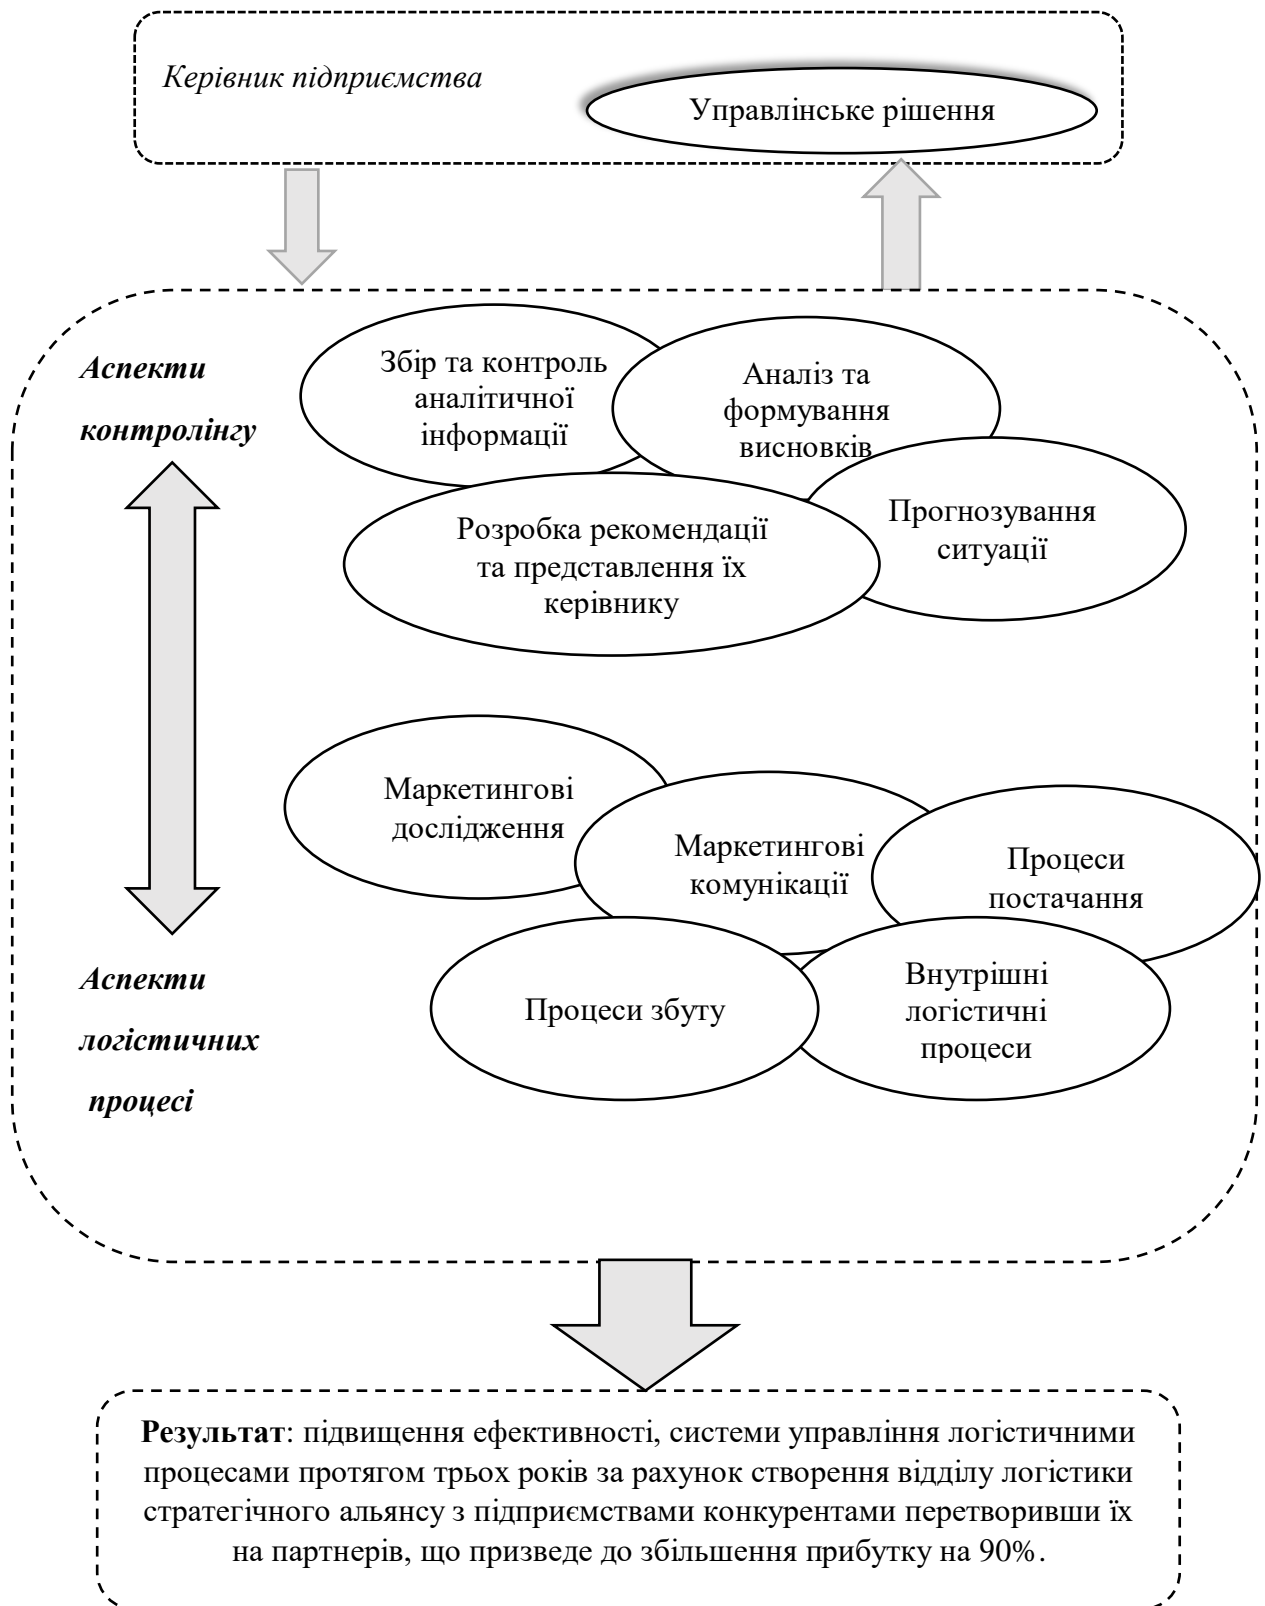 Керівник підприємства
Управлінське рішення
Аспекти
контролінгу
Збір та контроль
аналітичної
інформації
Аналіз та
формування
висновків
Прогнозування
ситуації
Розробка рекомендації
та представлення їх
керівнику
Маркетингові
дослідження
Маркетингові
комунікації
Процеси
постачання
Процеси збуту
Внутрішні
логістичні
процеси
Аспекти
логістичних
процесі
Результат: підвищення ефективності, системи управління логістичними
процесами протягом трьох років за рахунок створення відділу логістики
стратегічного альянсу з підприємствами конкурентами перетворивши їх
на партнерів, що призведе до збільшення прибутку на 90%.